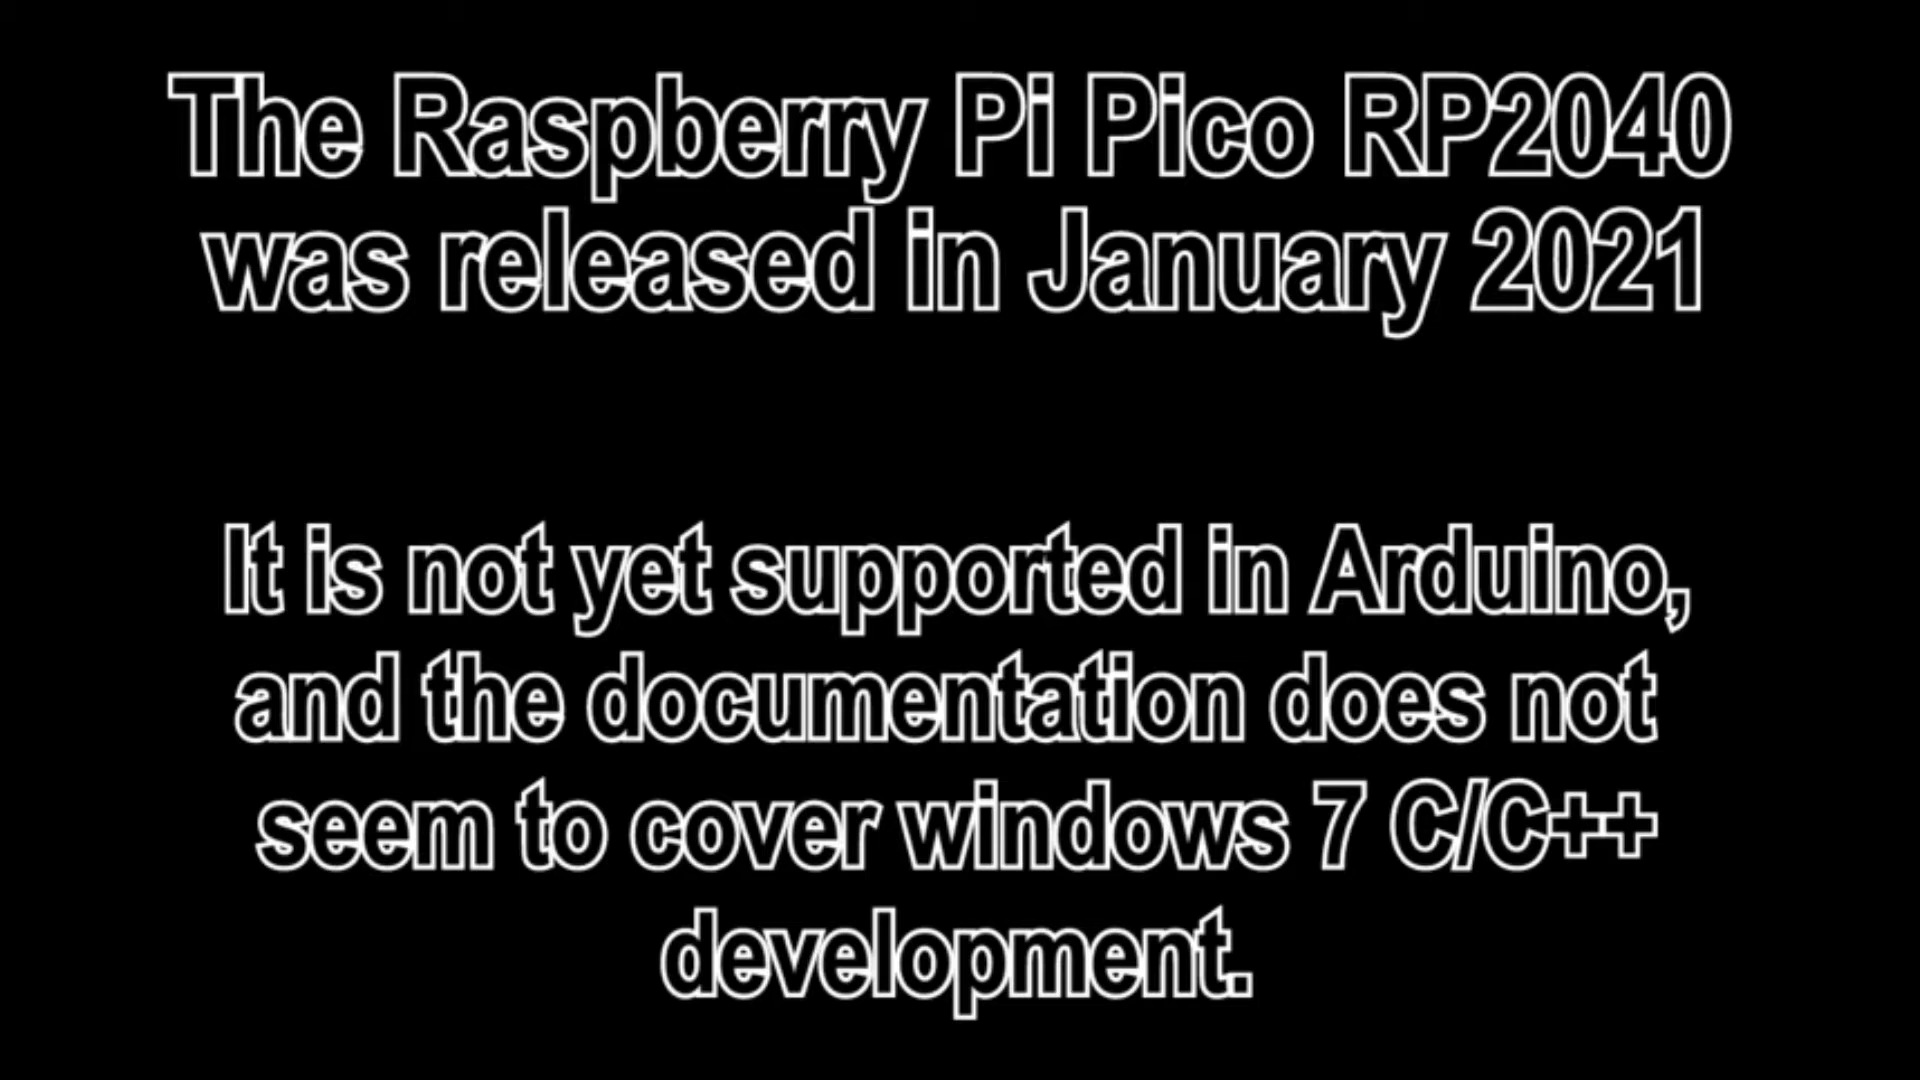 The Raspberry Pi Pico RP2040
was released in January 2021
It is not yet supported in Arduino,
and the documentation does not
seem to cover windows 7 C/C++
development.